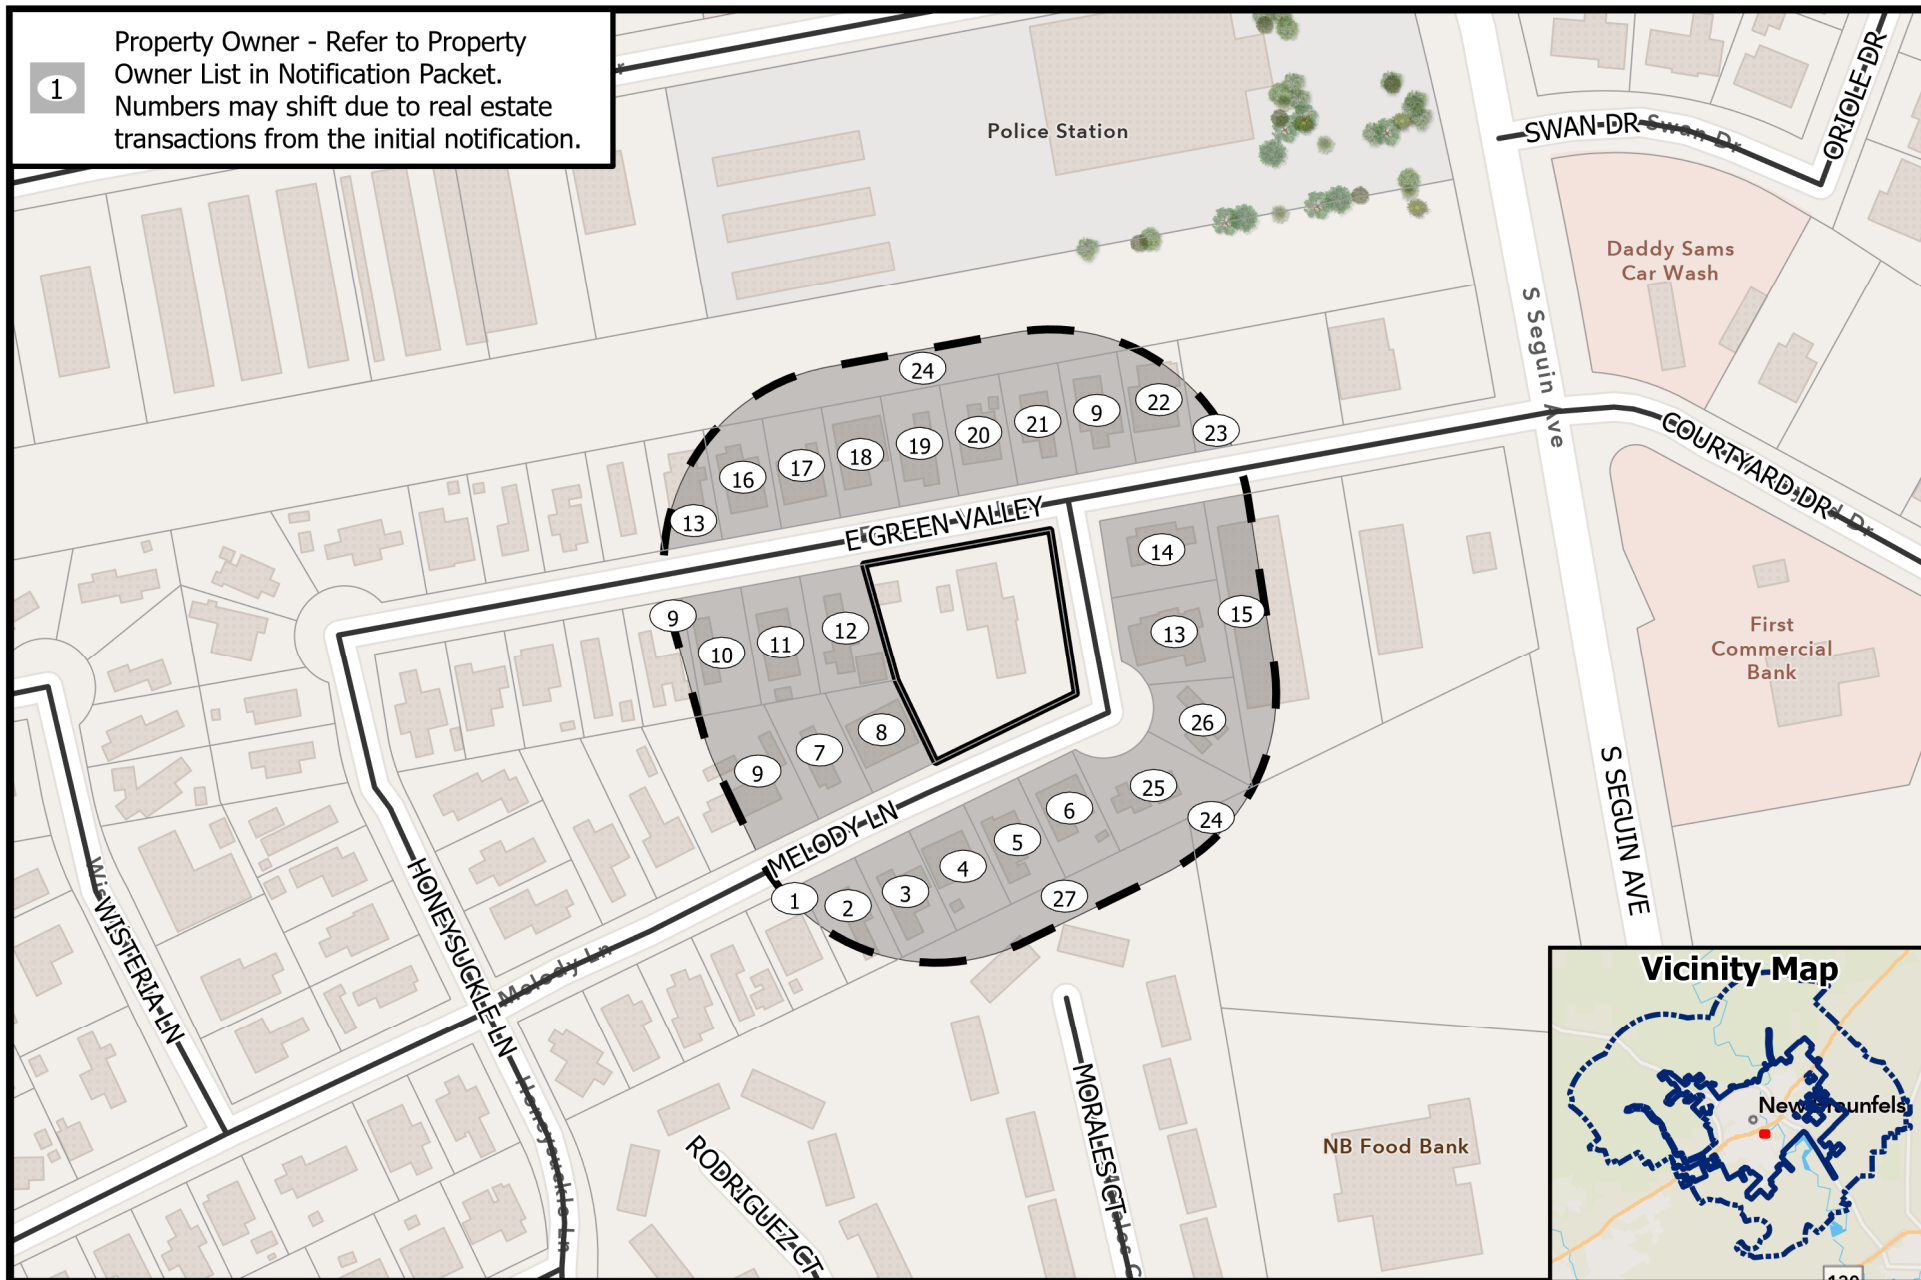 1
Property Owner - Refer to Property
Owner List in Notification Packet.
Numbers may shift due to real estate
transactions from the initial notification.
Police Station
SWAN DR
Swan Dr
ORIOLE DR
Daddy Sams
Car Wash
S Seguin Ave
24
22
9
21
20
19
18
17
16
13
23
COURTYARD DR
E GREEN VALLEY
14
15
13
9
10
11
12
26
8
7
9
25
24
6
5
4
3
2
1
27
MELODY LN
Melody Ln
First
Commercial
Bank
S SEGUIN AVE
WISTERIA LN
HONEYSUCKLE LN
Honeysuckle Ln
MORALES CT
RODRIGUEZ CT
NB Food Bank
Vicinity Map
New Braunfels